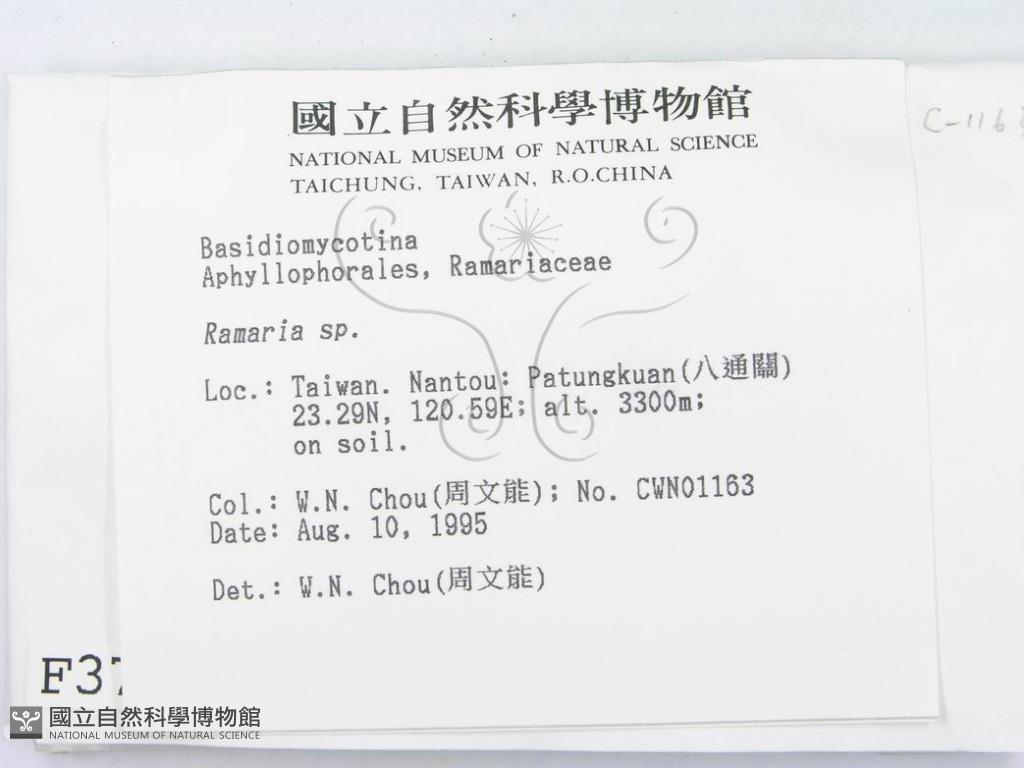 國立自然科學博物館
NATIONAL MUSEUM OF NATURAL SCIENCE
TAICHUNG, TAIWAN, R.O.CHINA
C-116
Basidiomycotina
Aphyllophorales, Ramariaceae
Ramaria sp.
Loc.: Taiwan. Nantou: Patungkuan(八通關)
23.29N, 120.59E; alt. 3300m;
on soil.
Col.: W.N. Chou(周文能); No. CWN01163
Date: Aug. 10, 1995
Det.: W.N. Chou(周文能)
F37
國立自然科學博物館
NATIONAL MUSEUM OF NATURAL SCIENCE